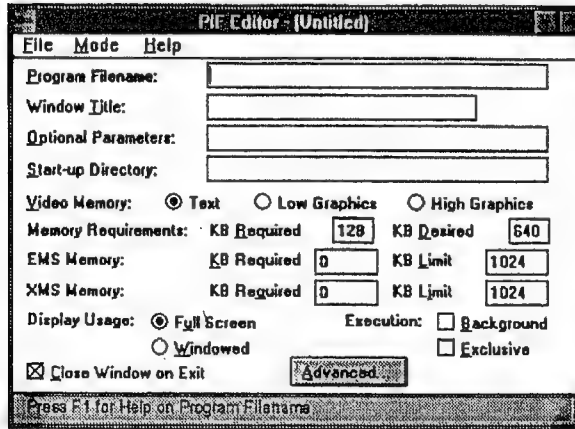 PIF Editor - (Untitled)
File Mode Help
Program Filename:
Window Title:
Optional Parameters:
Start-up Directory:
Video Memory: Text Low Graphics High Graphics
Memory Requirements: KB Required 128 KB Desired 640
EMS Memory: KB Required 0 KB Limit 1024
XMS Memory: KB Required 0 KB Limit 1024
Display Usage: Full Screen Execution: Background
Windowed Exclusive
Close Window on Exit Advanced...
Press F1 for Help on Program Filename